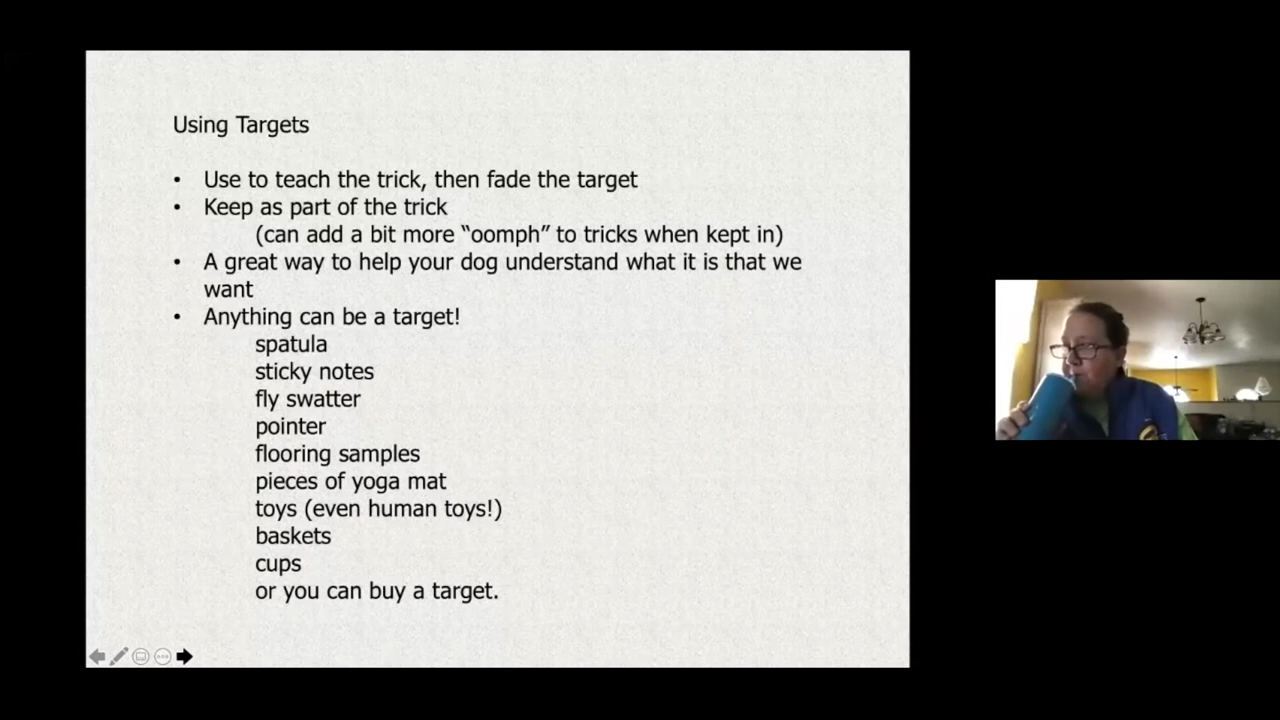 Using Targets
• Use to teach the trick, then fade the target
• Keep as part of the trick
(can add a bit more “oomph” to tricks when kept in)
• A great way to help your dog understand what it is that we
want
• Anything can be a target!
spatula
sticky notes
fly swatter
pointer
flooring samples
pieces of yoga mat
toys (even human toys!)
baskets
cups
or you can buy a target.